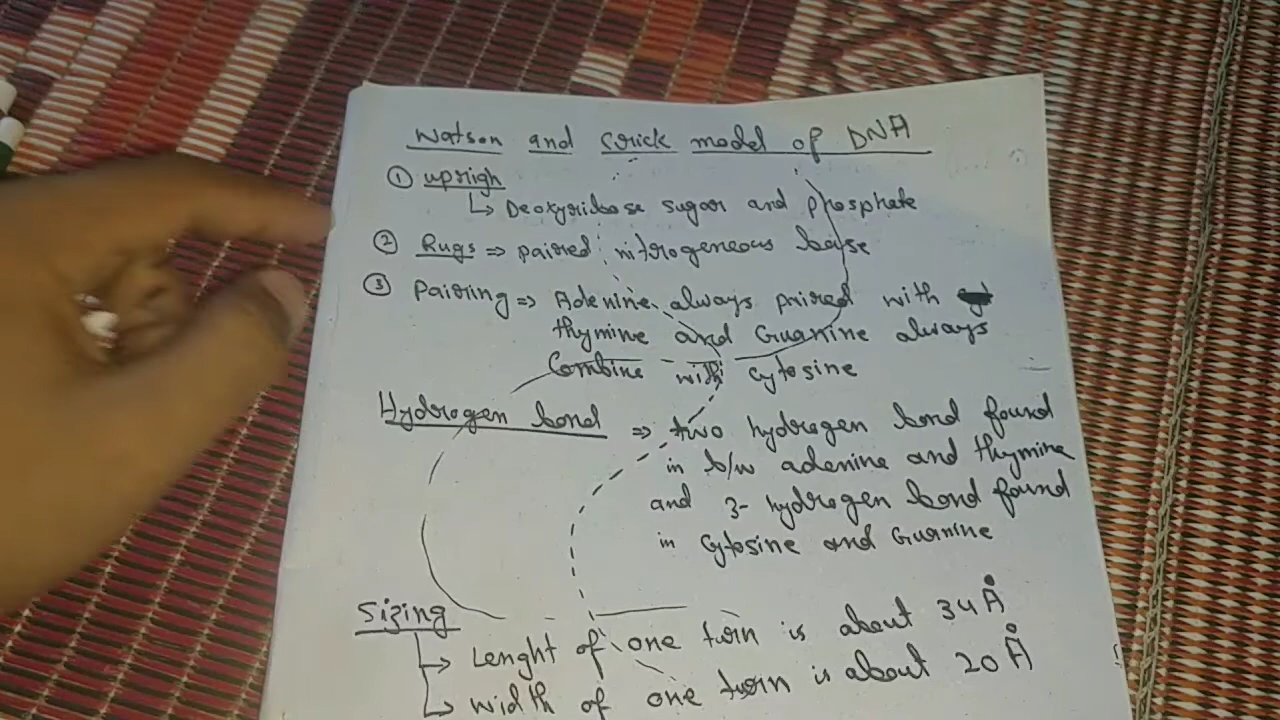 Watson and Crick model of DNA
① uprigh
↳ Deoxyribose sugar and phosphate
② Rugs ⇒ paired nitrogeneous base
③ Pairing ⇒ Adenine always paired with
thymine and Guanine always
Combine with cytosine
Hydrogen bond ⇒ two hydrogen bond found
in b/w adenine and thymine
and 3- hydrogen bond found
in Cytosine and Guanine
Sizing
→ Lenght of one turn is about 34 Å
→ width of one turn is about 20 Å